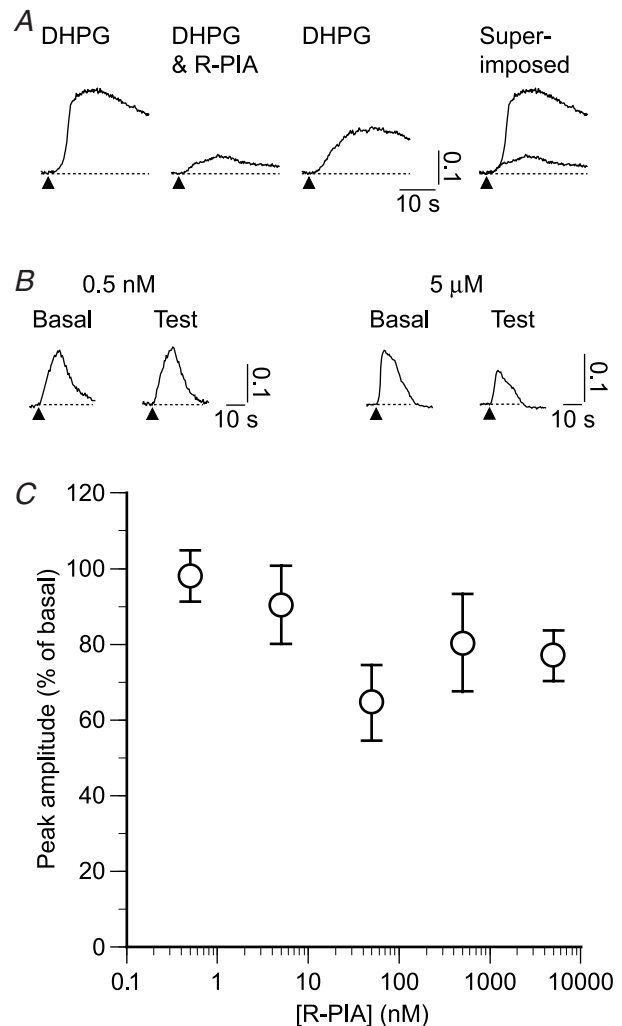 A
DHPG
DHPG
& R-PIA
DHPG
Super-
imposed
0.1
10 s
B
0.5 nM
5 µM
Basal
Test
Basal
Test
0.1
10 s
0.1
10 s
C
Peak amplitude (% of basal)
120
100
80
60
40
20
0
0.1
1
10
100
1000
10000
[R-PIA] (nM)